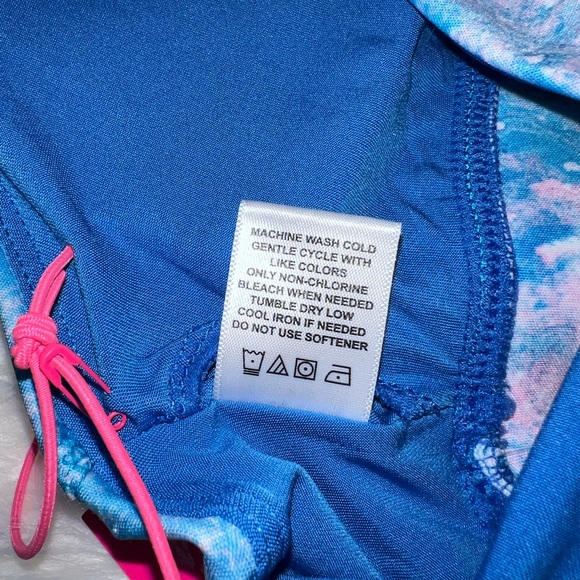 MACHINE WASH COLD
GENTLE CYCLE WITH
LIKE COLORS
ONLY NON-CHLORINE
BLEACH WHEN NEEDED
TUMBLE DRY LOW
COOL IRON IF NEEDED
DO NOT USE SOFTENER